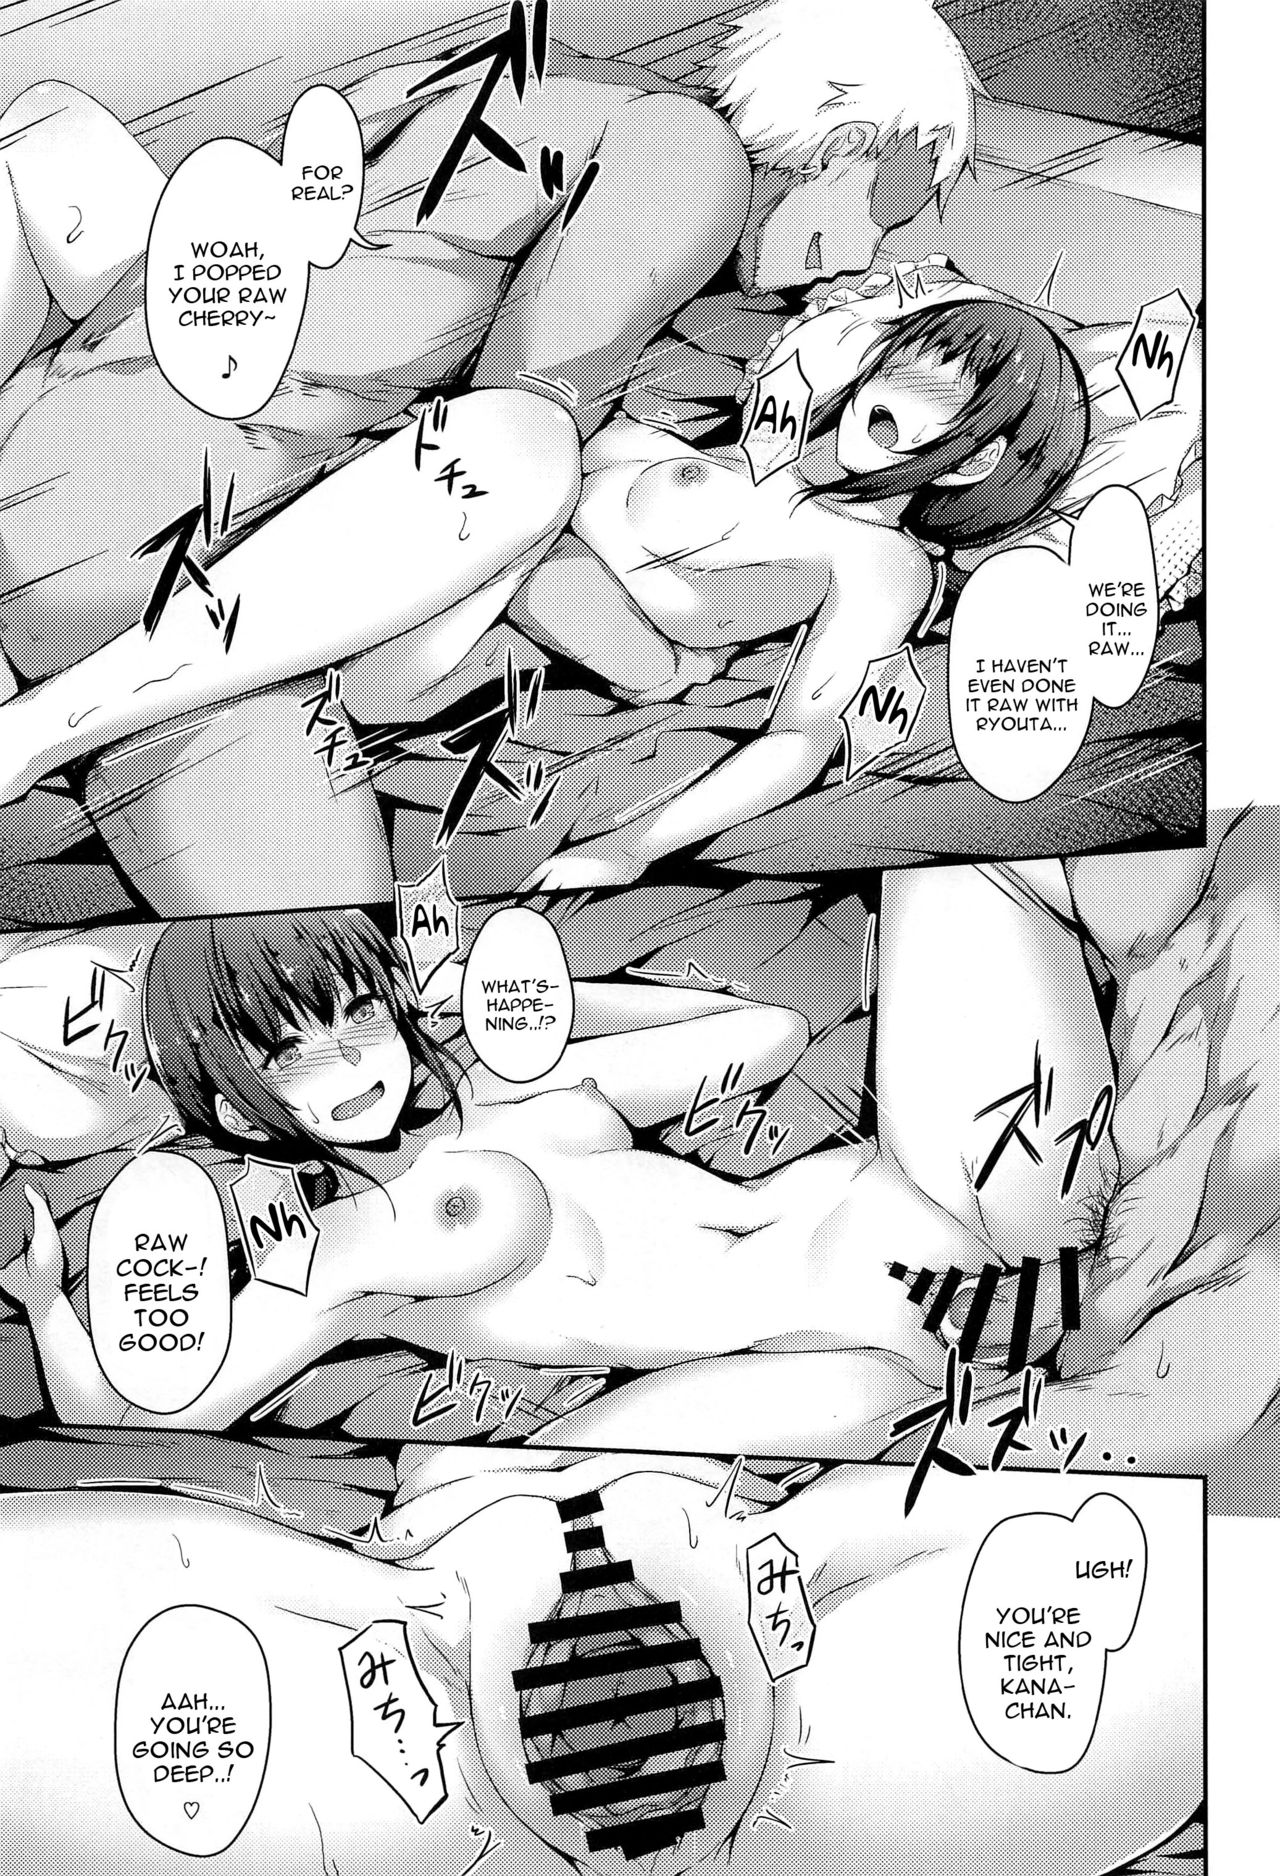 WE'RE
DOING
IT...
RAW...
I HAVEN'T
EVEN DONE
IT RAW WITH
RYOUTA...
FOR
REAL?
WOAH,
I POPPED
YOUR RAW
CHERRY~
♪
Nh
Ah
Nh
ズッ
ズッ
ドチュ
ズチュ
ズッ
WHAT'S-
HAPPE-
NING..!?
Ah
RAW
COCK-!
FEELS
TOO
GOOD!
Nh
ビクッ
ビクッ
ビクッ
ズプ
ズズッ..
UGH!
YOU'RE
NICE AND
TIGHT,
KANA-
CHAN.
みちっ
みち...っ
AAH...
YOU'RE
GOING SO
DEEP..!
♡